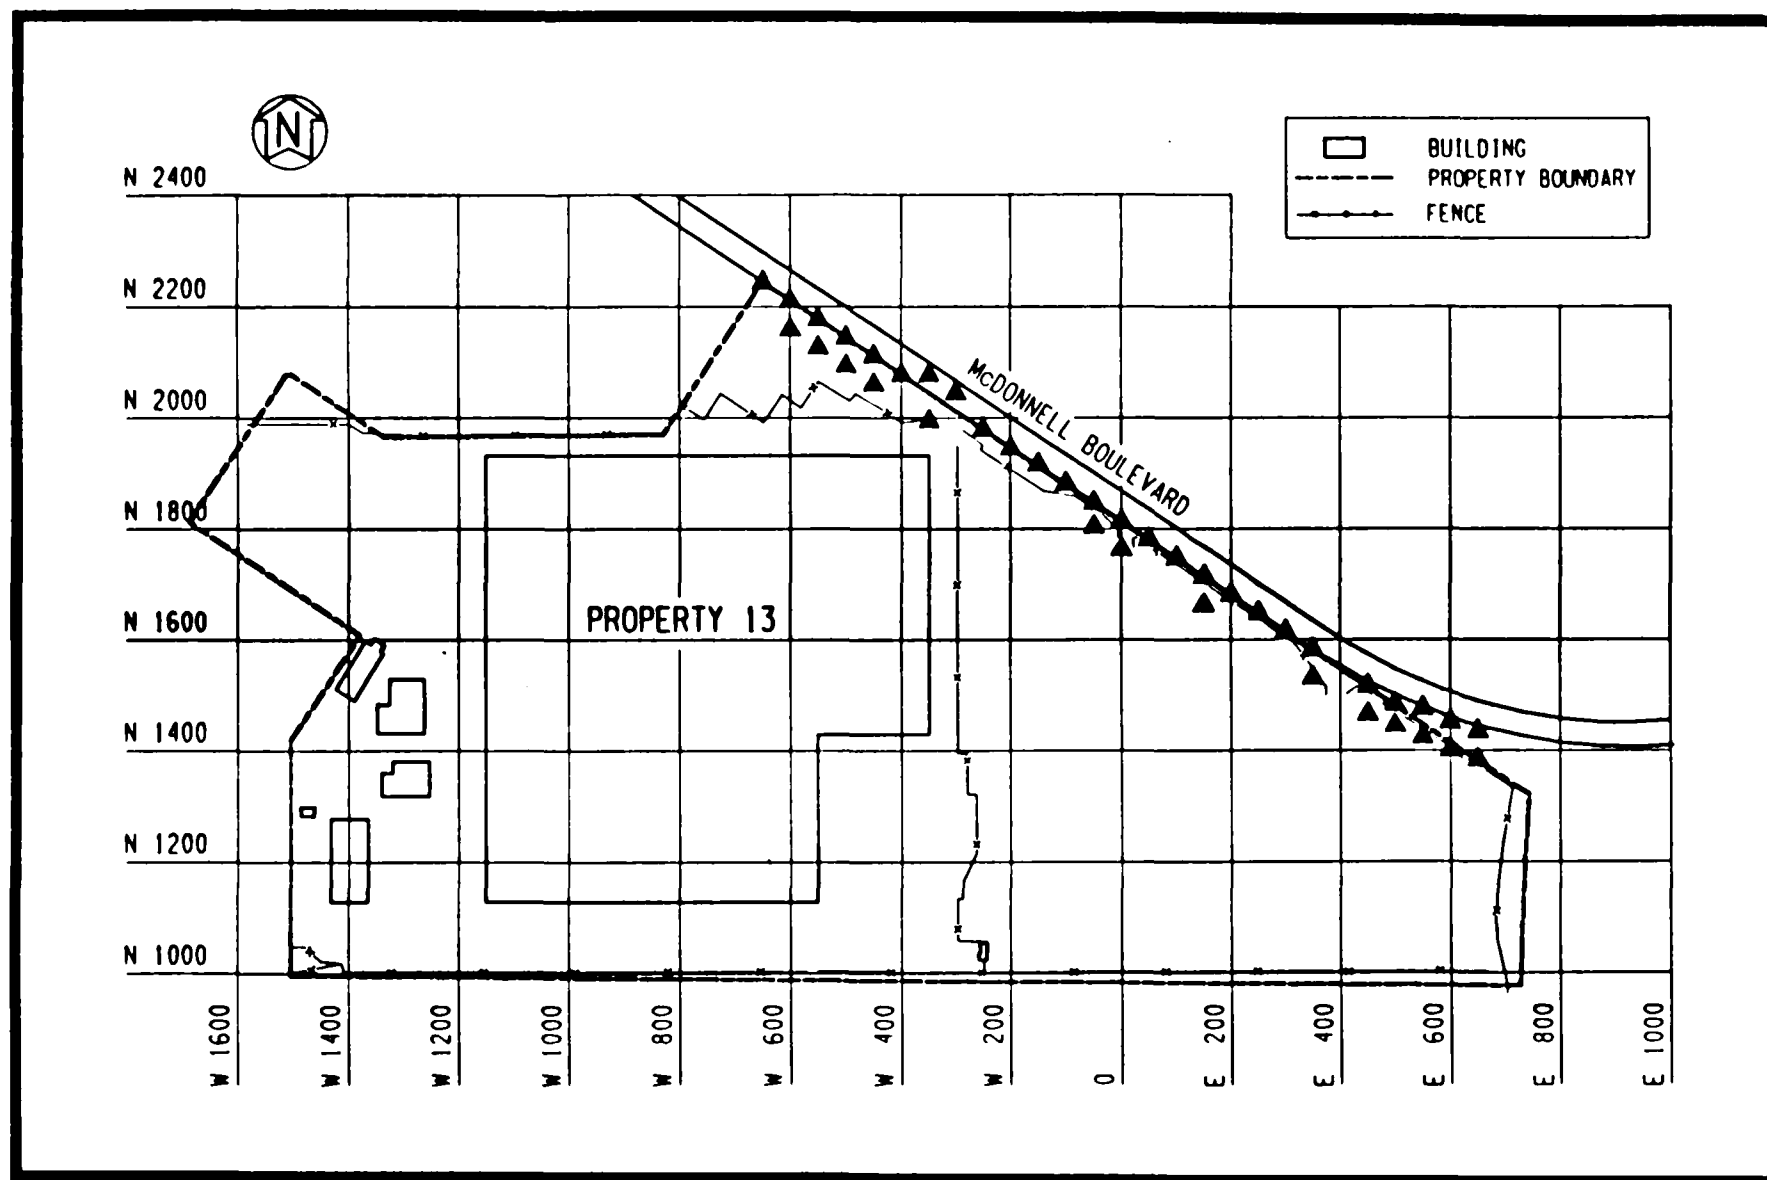 N
BUILDING
PROPERTY BOUNDARY
FENCE
N 2400
N 2200
N 2000
N 1800
N 1600
N 1400
N 1200
N 1000
McDONNELL BOULEVARD
PROPERTY 13
W 1600
W 1400
W 1200
W 1000
W 800
W 600
W 400
W 200
0
E 200
E 400
E 600
E 800
E 1000